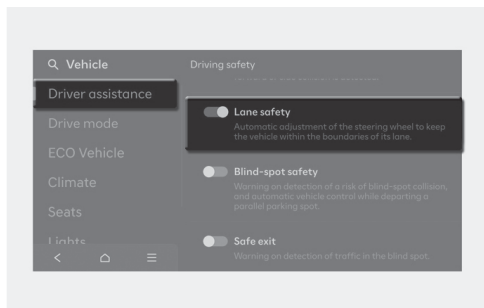 Vehicle
Driving safety
Driver assistance
Drive mode
ECO Vehicle
Climate
Seats
Lights
Lane safety
Automatic adjustment of the steering wheel to keep
the vehicle within the boundaries of its lane.
Blind-spot safety
Warning on detection of a risk of blind-spot collision,
and automatic vehicle control while departing a
parallel parking spot.
Safe exit
Warning on detection of traffic in the blind spot.